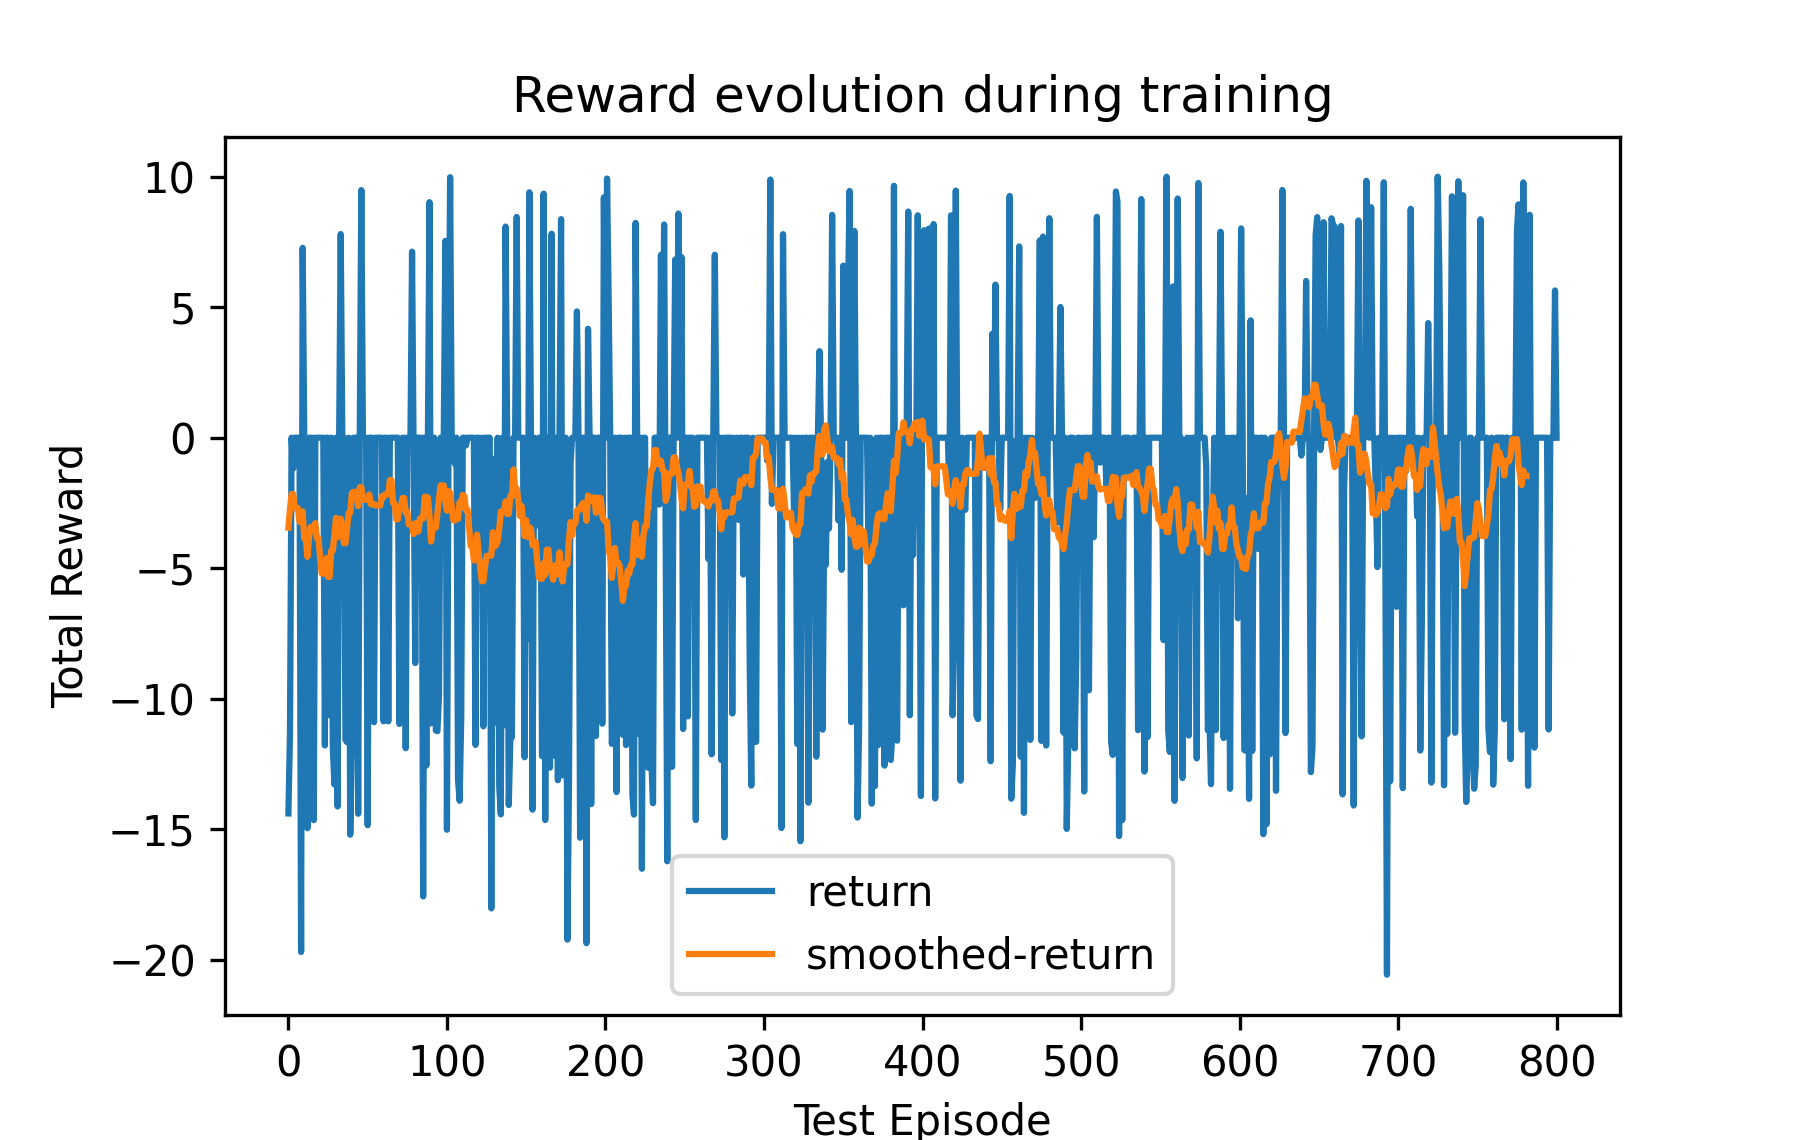 Reward evolution during training
Total Reward
10
5
0
−5
−10
−15
−20
return
smoothed-return
0 100 200 300 400 500 600 700 800
Test Episode